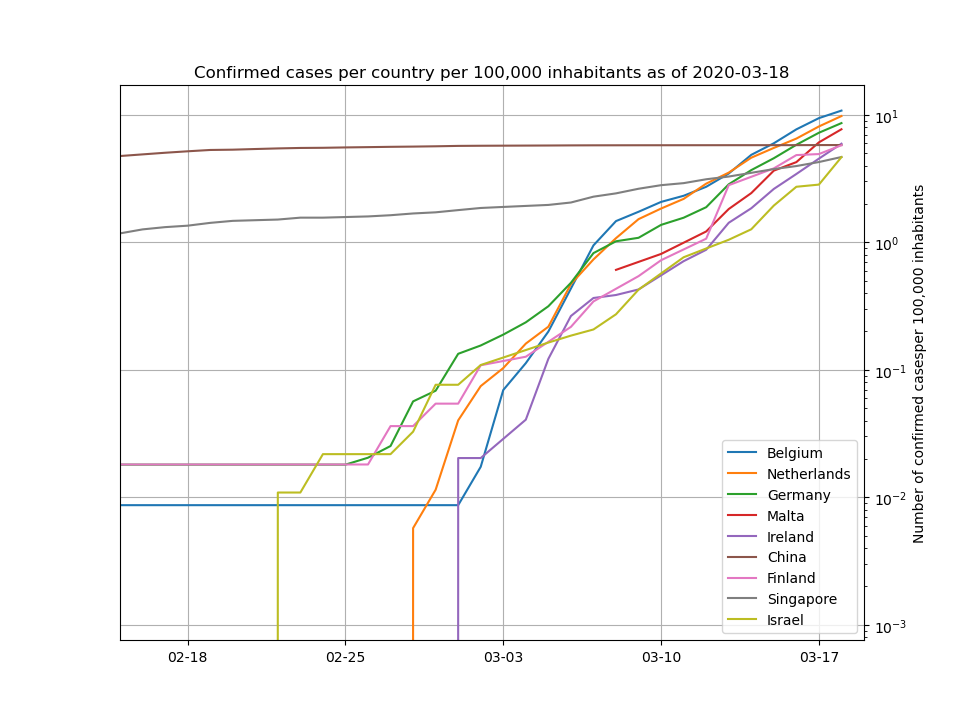 Confirmed cases per country per 100,000 inhabitants as of 2020-03-18
10¹
10⁰
10⁻¹
10⁻²
10⁻³
Number of confirmed casesper 100,000 inhabitants
Belgium
Netherlands
Germany
Malta
Ireland
China
Finland
Singapore
Israel
02-18
02-25
03-03
03-10
03-17